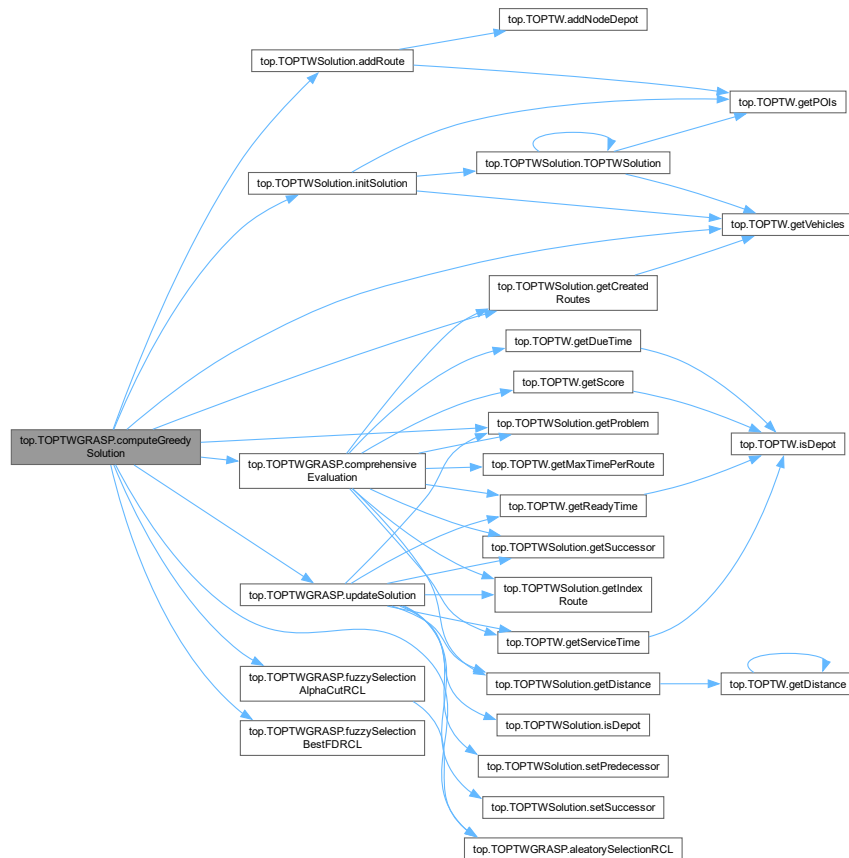 top.TOPTW.addNodeDepot
top.TOPTWSolution.addRoute
top.TOPTW.getPOIs
top.TOPTWSolution.TOPTWSolution
top.TOPTWSolution.initSolution
top.TOPTW.getVehicles
top.TOPTWSolution.getCreated
Routes
top.TOPTW.getDueTime
top.TOPTW.getScore
top.TOPTWSolution.getProblem
top.TOPTWGRASP.computeGreedy
Solution
top.TOPTW.isDepot
top.TOPTWGRASP.comprehensive
Evaluation
top.TOPTW.getMaxTimePerRoute
top.TOPTW.getReadyTime
top.TOPTWSolution.getSuccessor
top.TOPTWGRASP.updateSolution
top.TOPTWSolution.getIndex
Route
top.TOPTW.getServiceTime
top.TOPTWGRASP.fuzzySelection
AlphaCutRCL
top.TOPTWSolution.getDistance
top.TOPTW.getDistance
top.TOPTWSolution.isDepot
top.TOPTWGRASP.fuzzySelection
BestFDRCL
top.TOPTWSolution.setPredecessor
top.TOPTWSolution.setSuccessor
top.TOPTWGRASP.aleatorySelectionRCL